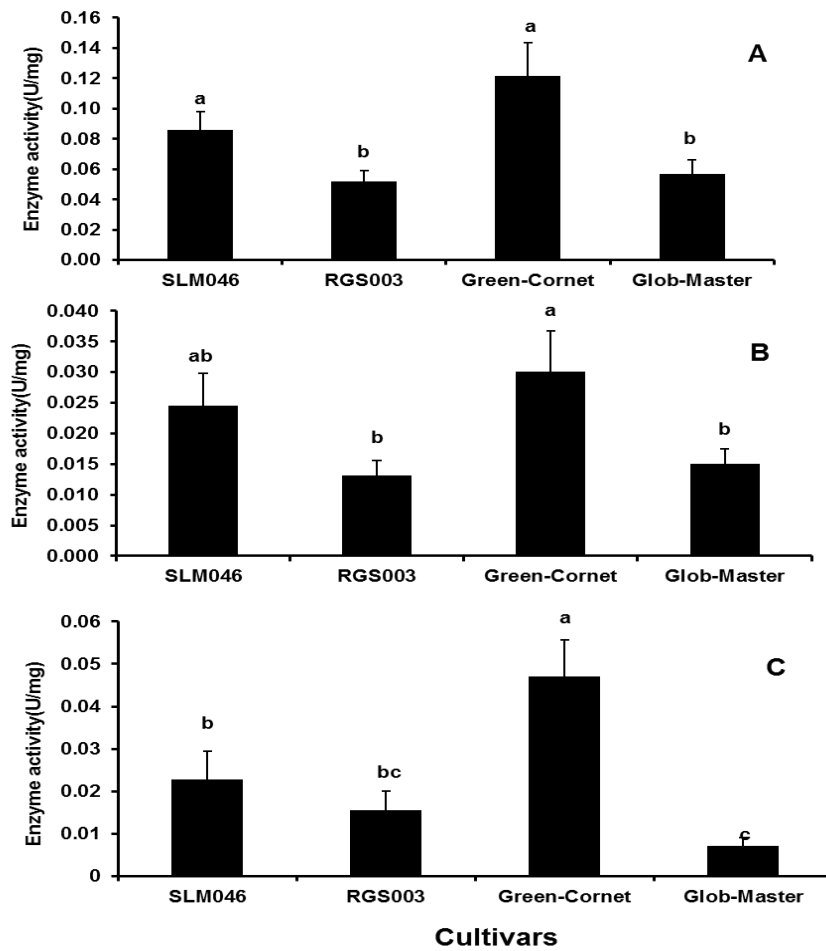 0.16
0.14
0.12
0.10
0.08
0.06
0.04
0.02
0.00
Enzyme activity(U/mg)
a
b
a
b
A
SLM046 RGS003 Green-Cornet Glob-Master
0.040
0.035
0.030
0.025
0.020
0.015
0.010
0.005
0.000
Enzyme activity(U/mg)
ab
b
a
b
B
SLM046 RGS003 Green-Cornet Glob-Master
0.06
0.05
0.04
0.03
0.02
0.01
0
Enzyme activity(U/mg)
b
bc
a
c
C
SLM046 RGS003 Green-Cornet Glob-Master
Cultivars